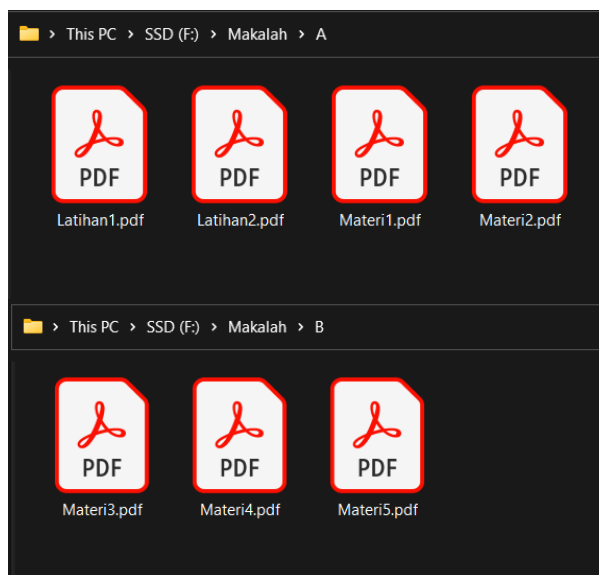 > This PC > SSD (F:) > Makalah > A
PDF PDF PDF PDF
Latihan1.pdf Latihan2.pdf Materi1.pdf Materi2.pdf
> This PC > SSD (F:) > Makalah > B
PDF PDF PDF
Materi3.pdf Materi4.pdf Materi5.pdf